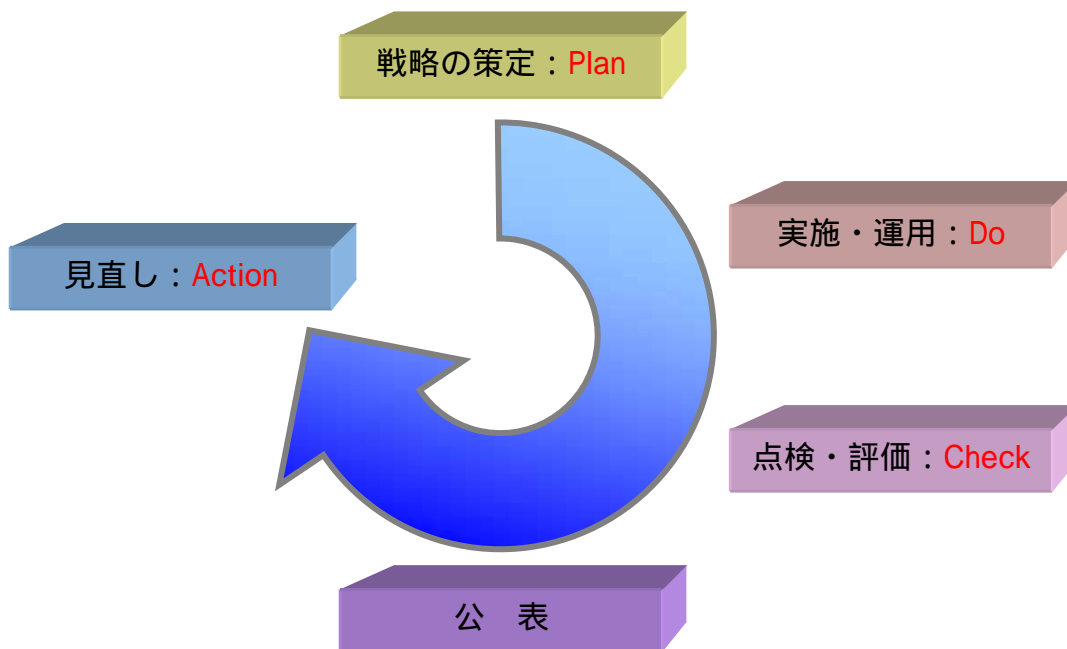 戦略の策定：Plan
実施・運用：Do
見直し：Action
点検・評価：Check
公　表